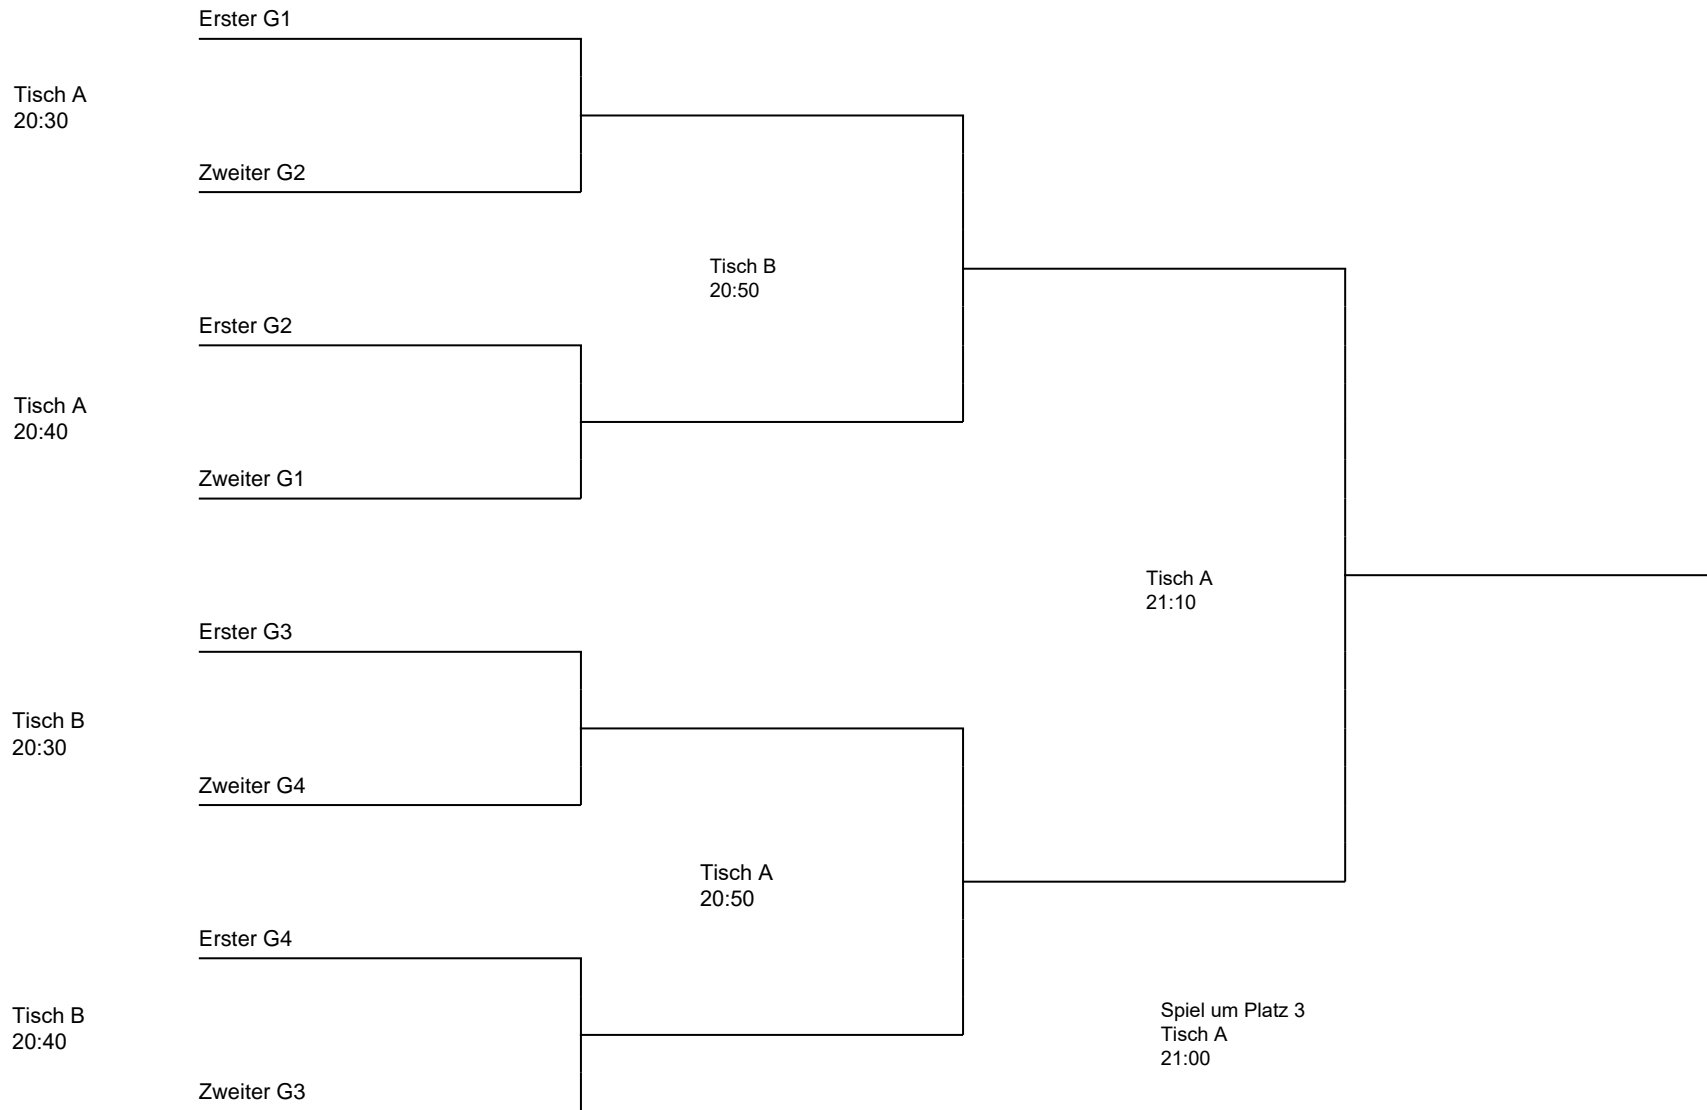 Erster G1
Tisch A
20:30
Zweiter G2
Tisch B
20:50
Erster G2
Tisch A
20:40
Zweiter G1
Tisch A
21:10
Erster G3
Tisch B
20:30
Zweiter G4
Tisch A
20:50
Erster G4
Tisch B
20:40
Spiel um Platz 3
Tisch A
21:00
Zweiter G3